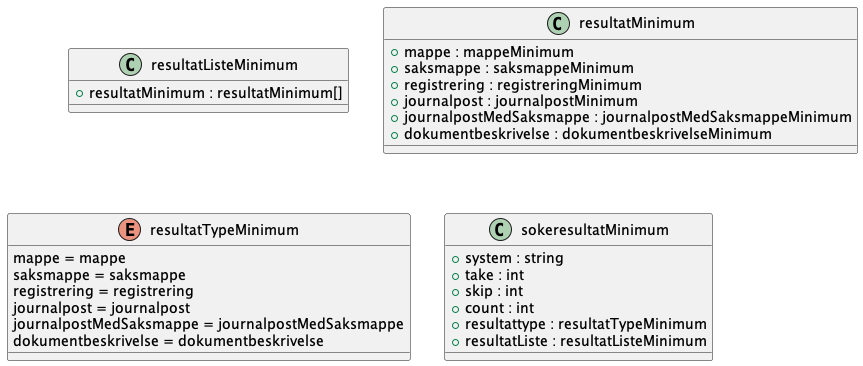 C resultatListeMinimum
resultatMinimum : resultatMinimum[]
C resultatMinimum
mappe : mappeMinimum
saksmappe : saksmappeMinimum
registrering : registreringMinimum
journalpost : journalpostMinimum
journalpostMedSaksmappe : journalpostMedSaksmappeMinimum
dokumentbeskrivelse : dokumentbeskrivelseMinimum
E resultatTypeMinimum
mappe = mappe
saksmappe = saksmappe
registrering = registrering
journalpost = journalpost
journalpostMedSaksmappe = journalpostMedSaksmappe
dokumentbeskrivelse = dokumentbeskrivelse
C sokeresultatMinimum
system : string
take : int
skip : int
count : int
resultattype : resultatTypeMinimum
resultatListe : resultatListeMinimum